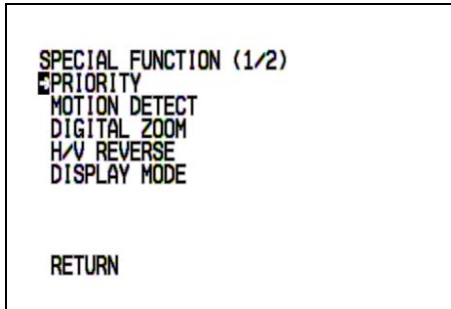 SPECIAL FUNCTION (1/2)
PRIORITY
MOTION DETECT
DIGITAL ZOOM
H/V REVERSE
DISPLAY MODE
RETURN